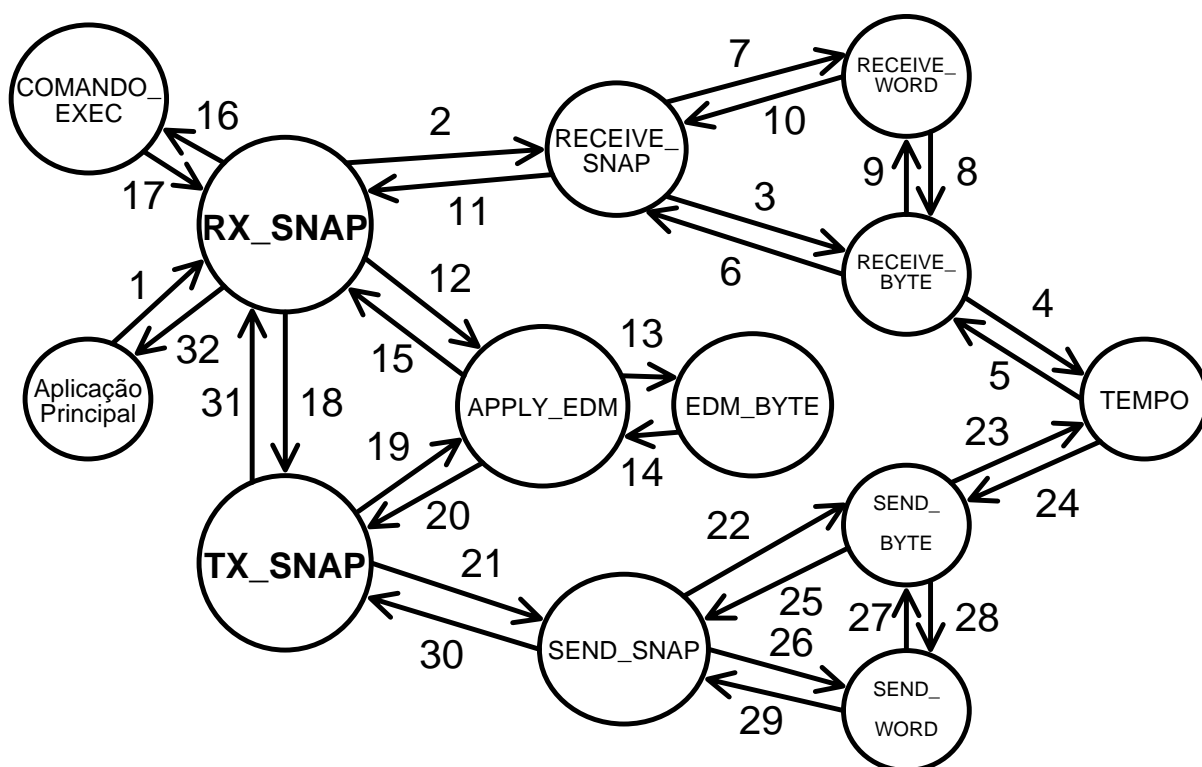 COMANDO_
EXEC
16
17
2
11
RX_SNAP
RECEIVE_
SNAP
7
10
RECEIVE_
WORD
9
8
3
6
RECEIVE_
BYTE
4
5
1
32
Aplicação
Principal
12
15
31
18
APPLY_EDM
13
14
EDM_BYTE
TEMPO
19
20
23
24
TX_SNAP
21
30
22
25
SEND_
BYTE
SEND_SNAP
26
29
27
28
SEND_
WORD